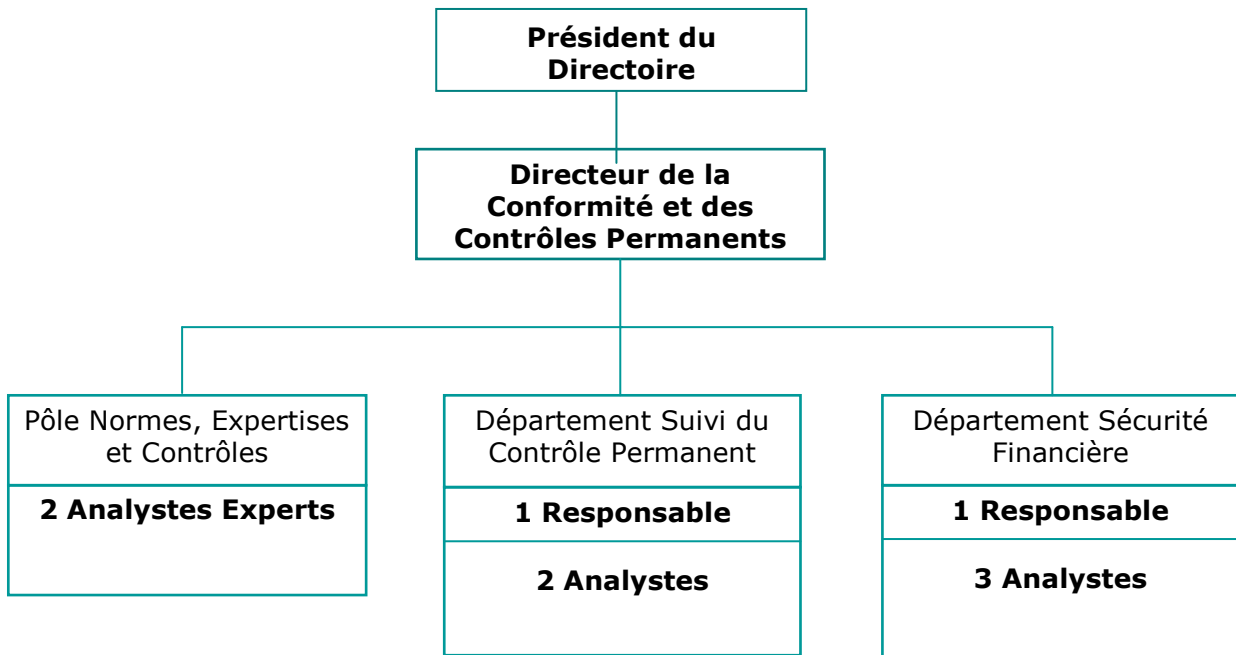 Président du
Directoire
Directeur de la
Conformité et des
Contrôles Permanents
Pôle Normes, Expertises
et Contrôles
2 Analystes Experts
Département Suivi du
Contrôle Permanent
1 Responsable
2 Analystes
Département Sécurité
Financière
1 Responsable
3 Analystes